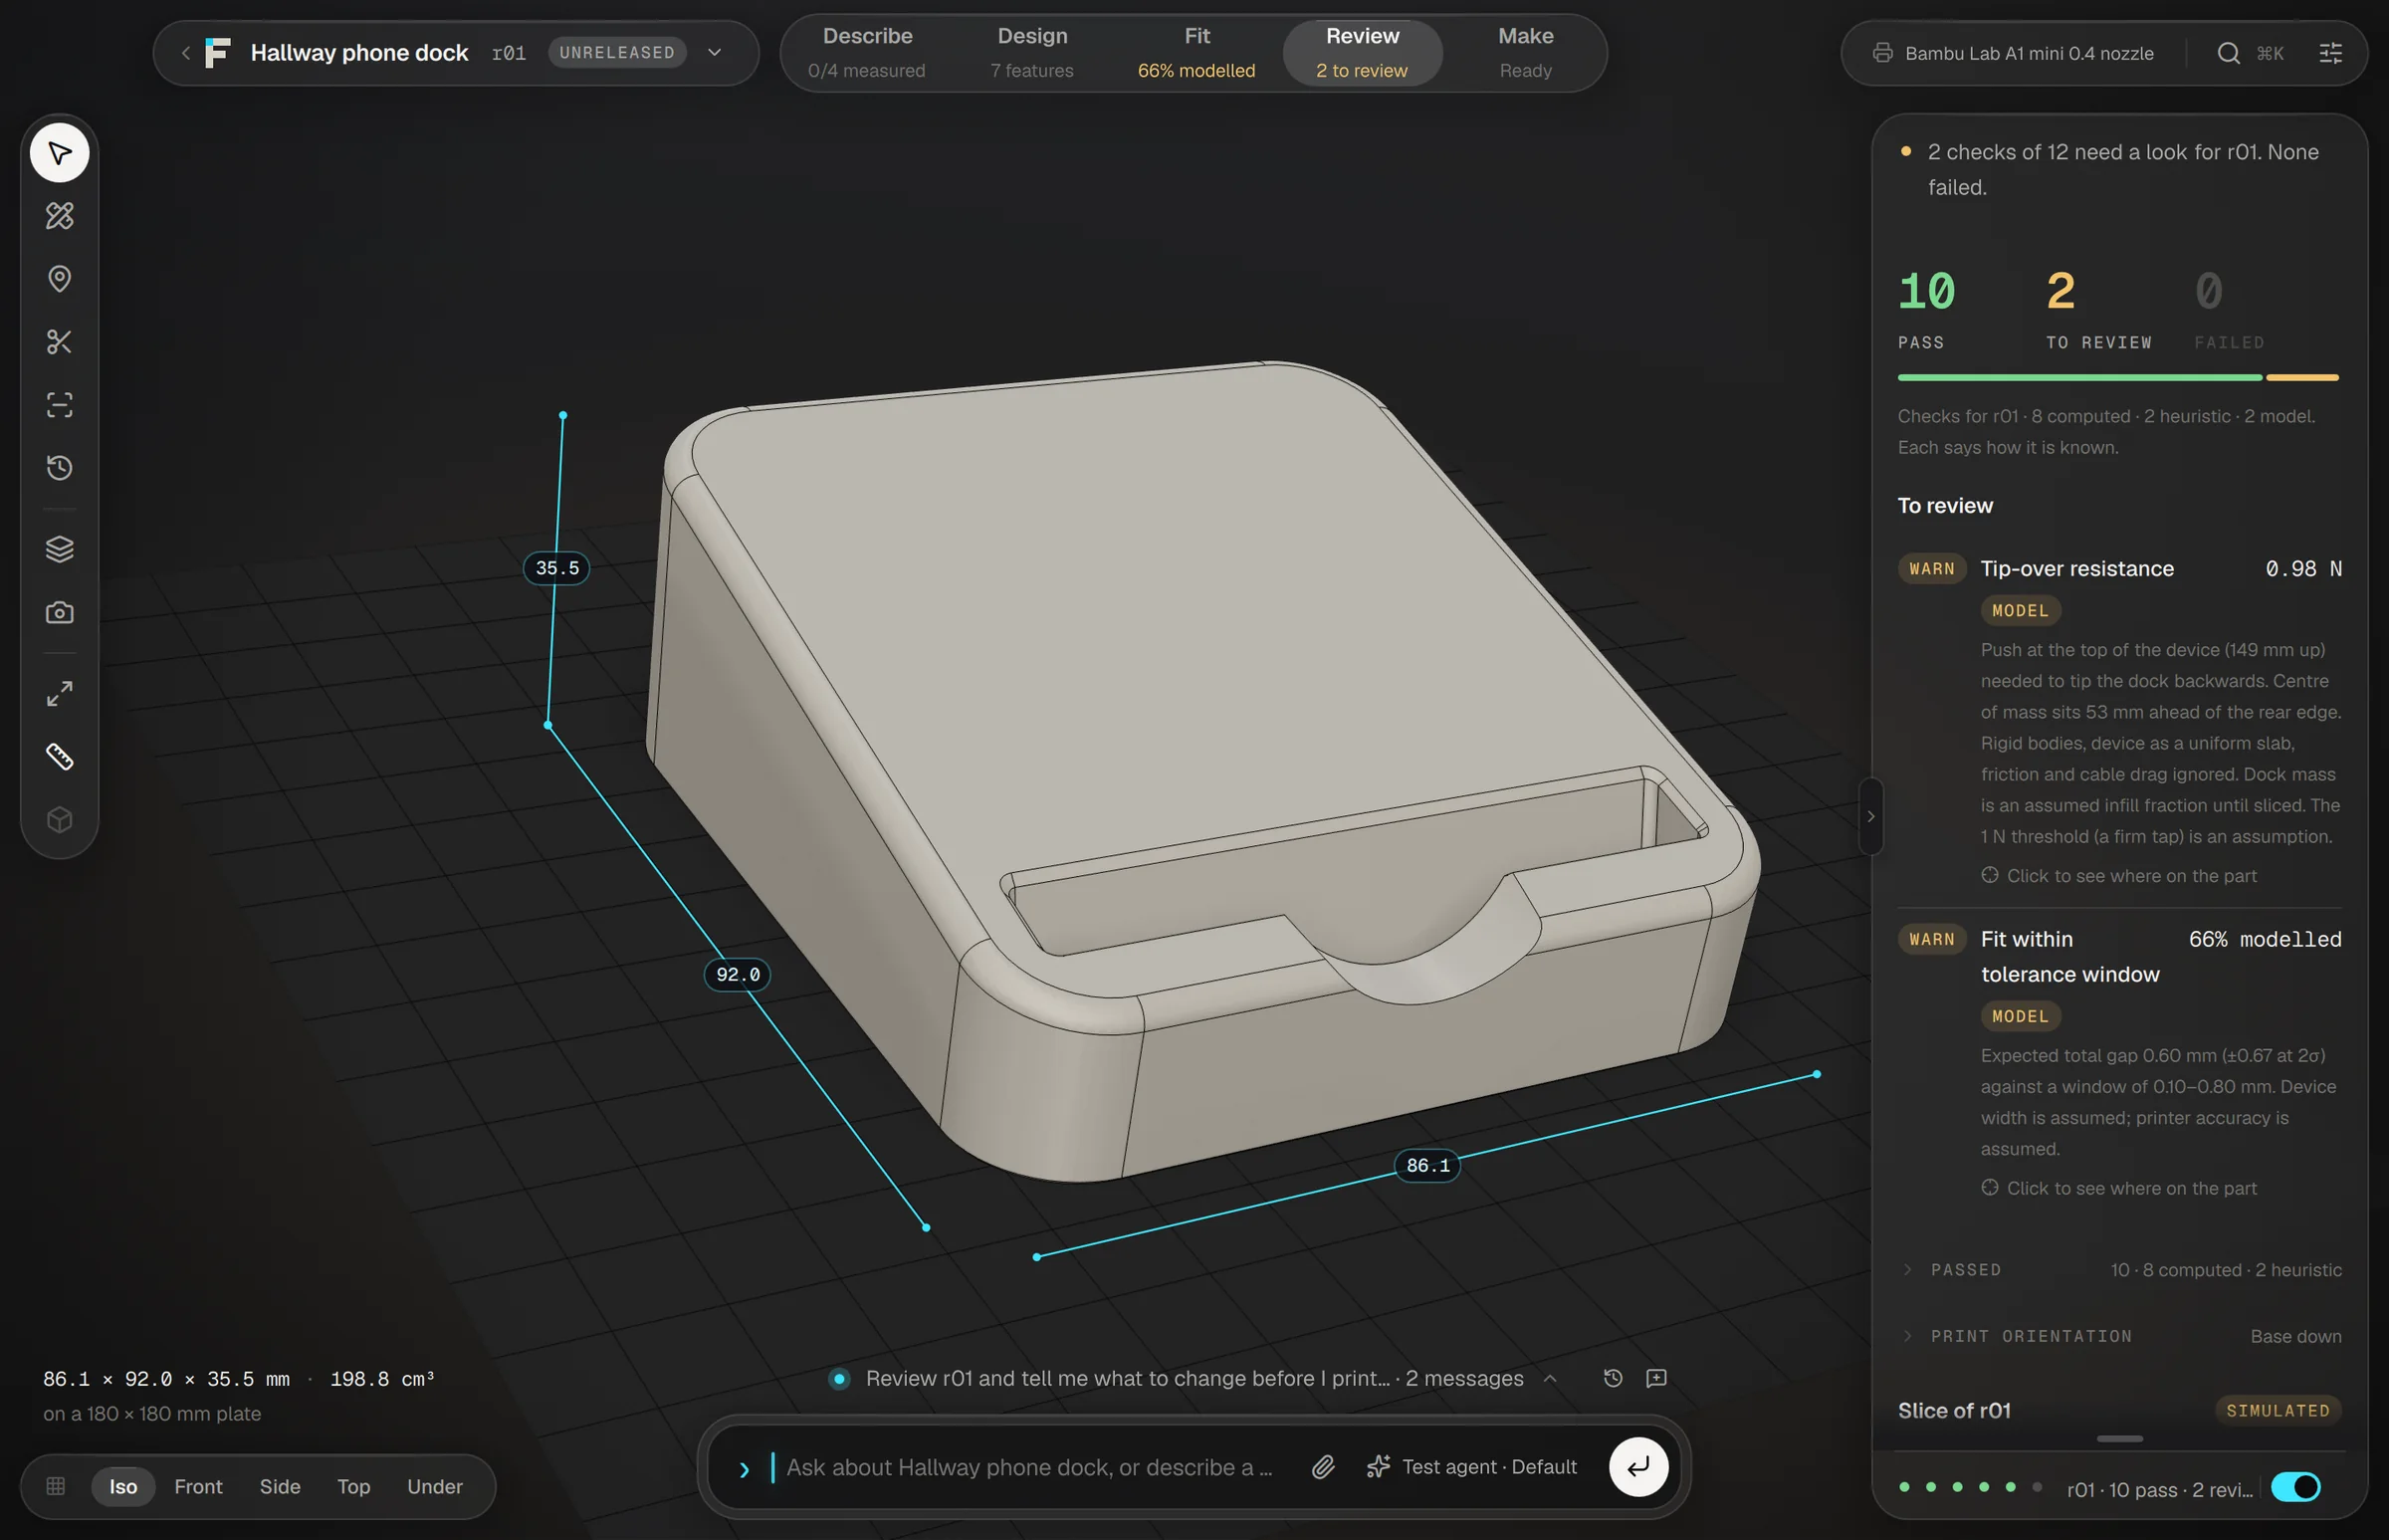 Hallway phone dock r01 UNRELEASED
Describe
0/4 measured
Design
7 features
Fit
66% modelled
Review
2 to review
Make
Ready
Bambu Lab A1 mini 0.4 nozzle
⌘K
2 checks of 12 need a look for r01. None
failed.
10
PASS
2
TO REVIEW
0
FAILED
Checks for r01 · 8 computed · 2 heuristic · 2 model.
Each says how it is known.
To review
WARN Tip-over resistance 0.98 N
MODEL
Push at the top of the device (149 mm up)
needed to tip the dock backwards. Centre
of mass sits 53 mm ahead of the rear edge.
Rigid bodies, device as a uniform slab,
friction and cable drag ignored. Dock mass
is an assumed infill fraction until sliced. The
1 N threshold (a firm tap) is an assumption.
Click to see where on the part
WARN Fit within 66% modelled
tolerance window
MODEL
Expected total gap 0.60 mm (±0.67 at 2σ)
against a window of 0.10–0.80 mm. Device
width is assumed; printer accuracy is
assumed.
Click to see where on the part
PASSED 10 · 8 computed · 2 heuristic
PRINT ORIENTATION Base down
Slice of r01 SIMULATED
r01 · 10 pass · 2 revi...
35.5
92.0
86.1
86.1 × 92.0 × 35.5 mm · 198.8 cm³
on a 180 × 180 mm plate
Iso Front Side Top Under
Review r01 and tell me what to change before I print... · 2 messages
Ask about Hallway phone dock, or describe a ...
Test agent · Default